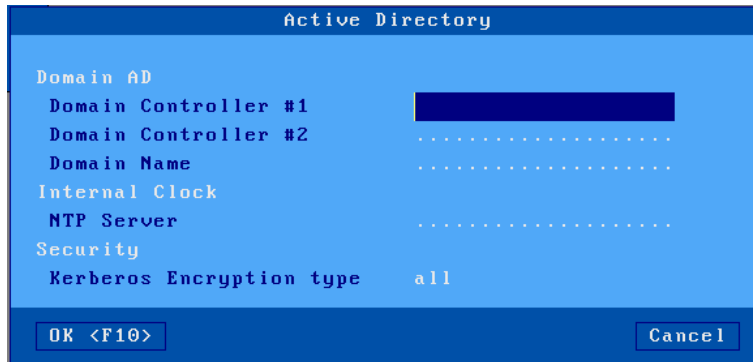 Active Directory
Domain AD
Domain Controller #1
Domain Controller #2 ....................
Domain Name ....................
Internal Clock
NTP Server ....................
Security
Kerberos Encryption type all
OK <F10> Cancel